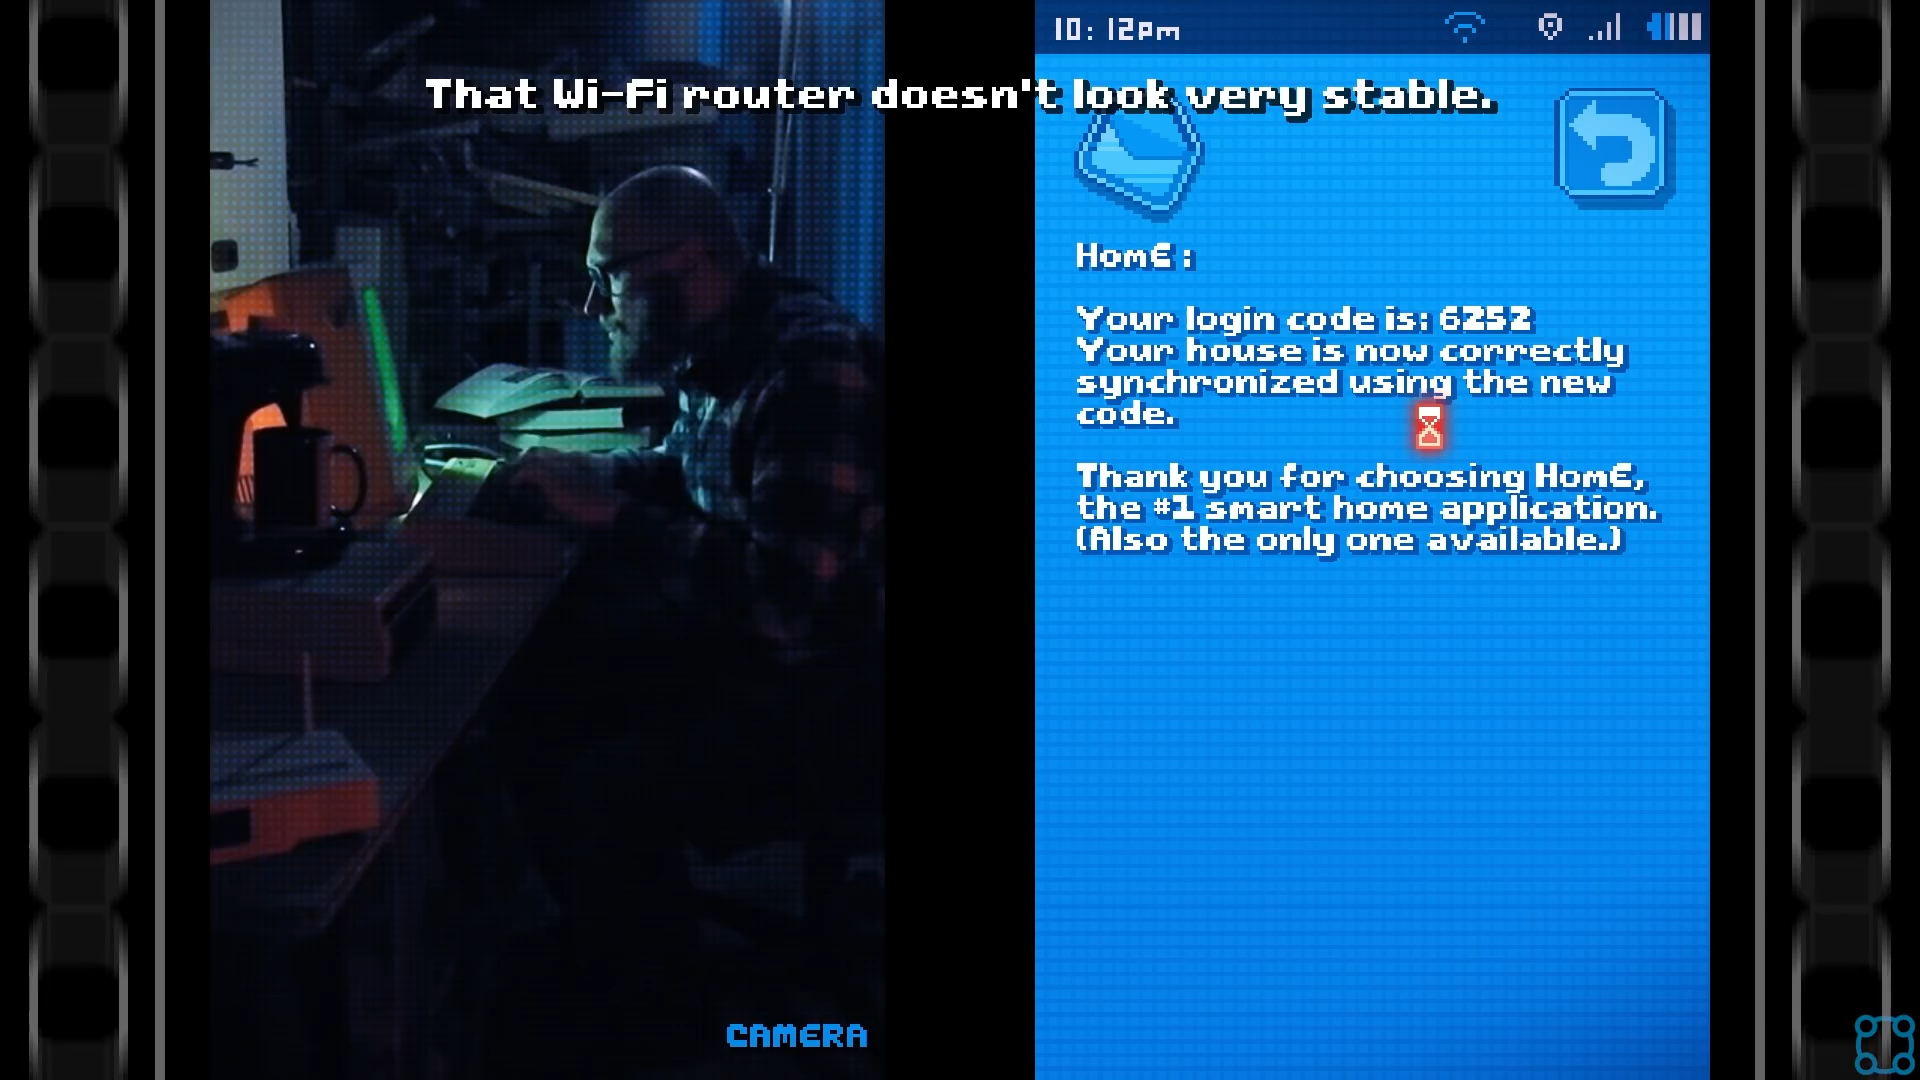 10:12pm
That Wi-Fi router doesn't look very stable.
HomE :
Your login code is: 6252
Your house is now correctly
synchronized using the new
code.
Thank you for choosing HomE,
the #1 smart home application.
(Also the only one available.)
CAMERA